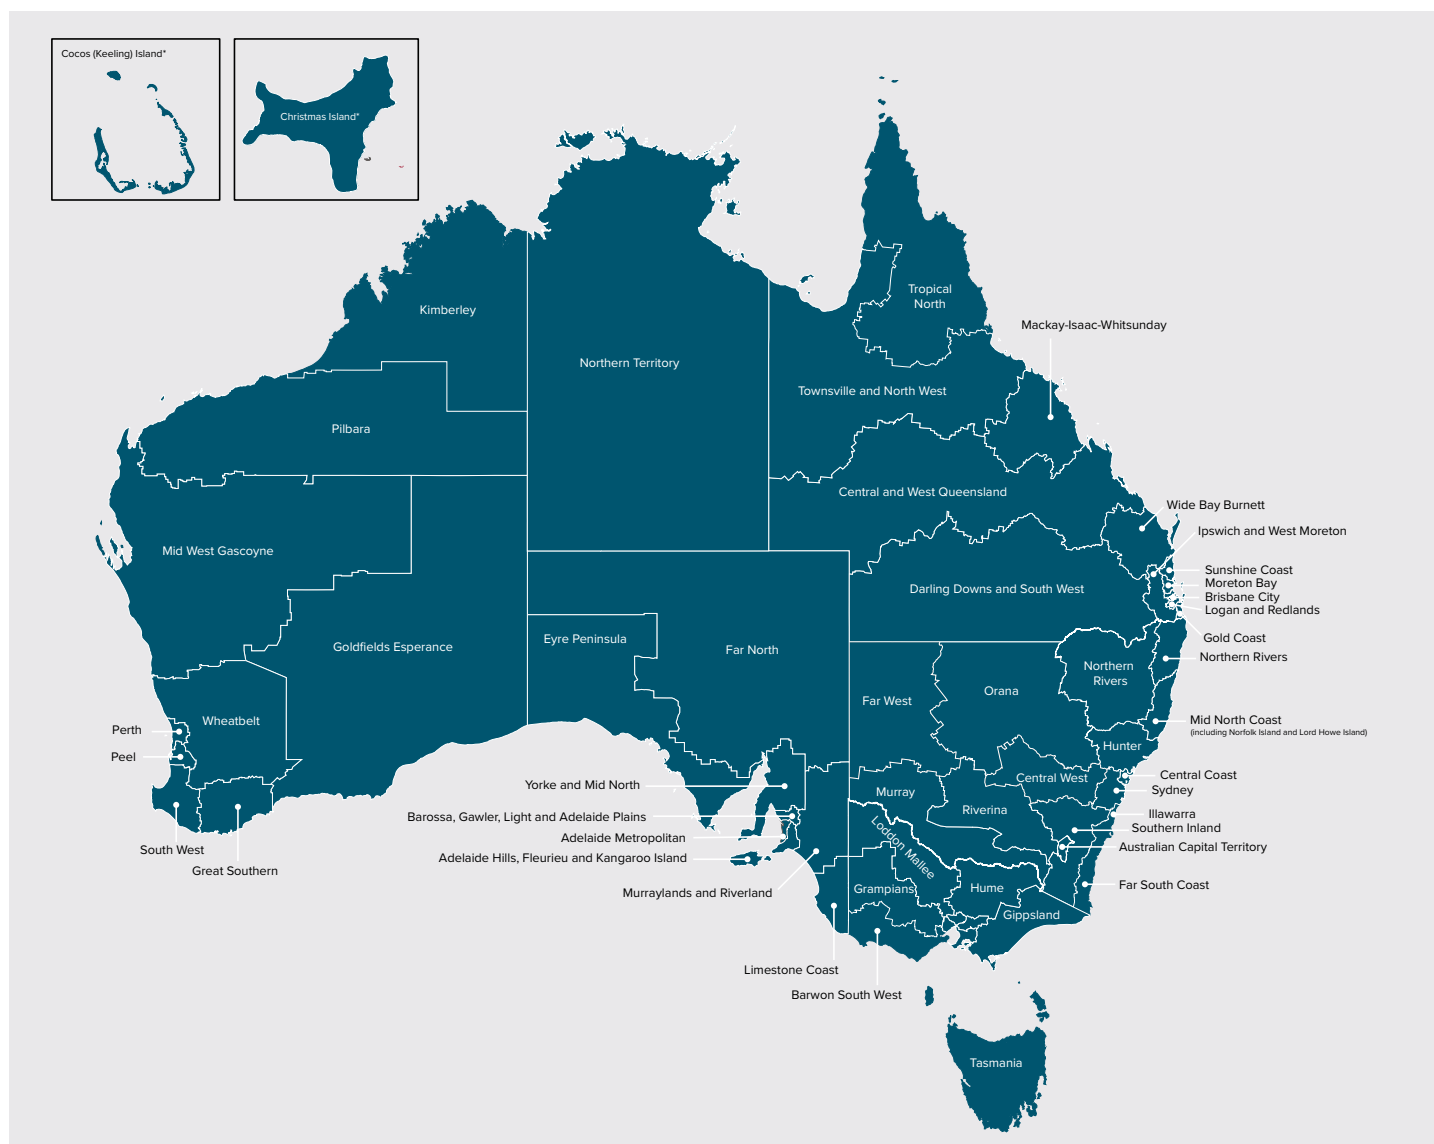 Cocos (Keeling) Island*
Christmas Island*
Tropical
North
Kimberley
Mackay-Isaac-Whitsunday
Northern Territory
Townsville and North West
Pilbara
Central and West Queensland
Wide Bay Burnett
Ipswich and West Moreton
Mid West Gascoyne
Sunshine Coast
Moreton Bay
Darling Downs and South West
Brisbane City
Logan and Redlands
Gold Coast
Eyre Peninsula
Goldfields Esperance
Far North
Northern Rivers
Northern
Rivers
Orana
Far West
Wheatbelt
Mid North Coast
(including Norfolk Island and Lord Howe Island)
Perth
Peel
Hunter
Central Coast
Central West
Yorke and Mid North
Sydney
Murray
Riverina
Illawarra
Barossa, Gawler, Light and Adelaide Plains
Southern Inland
Adelaide Metropolitan
Loddon Mallee
Australian Capital Territory
South West
Adelaide Hills, Fleurieu and Kangaroo Island
Great Southern
Far South Coast
Grampians
Hume
Murraylands and Riverland
Gippsland
Limestone Coast
Barwon South West
Tasmania